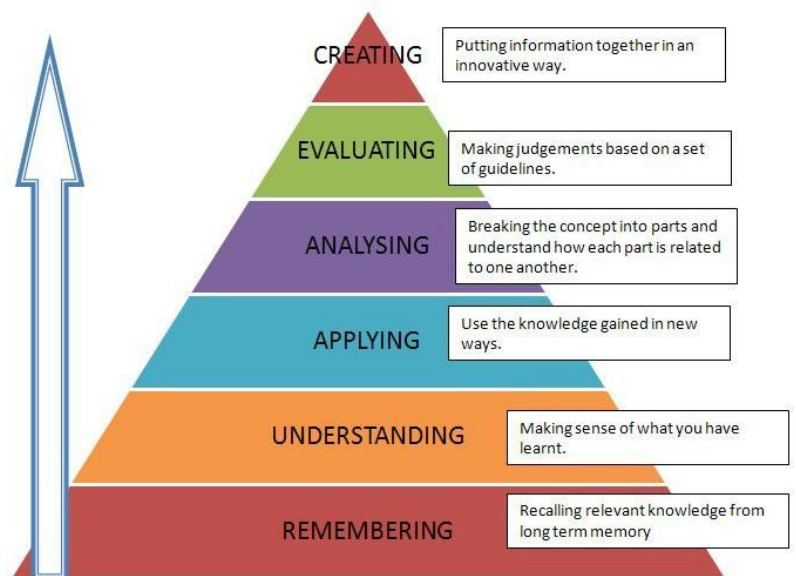 CREATING
Putting information together in an
innovative way.
EVALUATING
Making judgements based on a set
of guidelines.
ANALYSING
Breaking the concept into parts and
understand how each part is related
to one another.
APPLYING
Use the knowledge gained in new
ways.
UNDERSTANDING
Making sense of what you have
learnt.
REMEMBERING
Recalling relevant knowledge from
long term memory